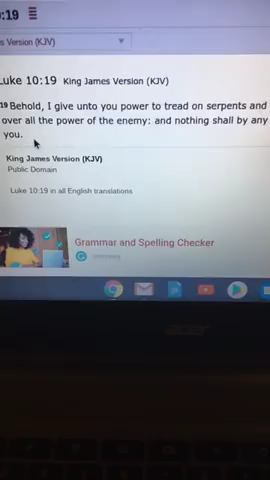 :19
s Version (KJV)
Luke 10:19 King James Version (KJV)
19 Behold, I give unto you power to tread on serpents and
over all the power of the enemy: and nothing shall by any
you.
King James Version (KJV)
Public Domain
Luke 10:19 in all English translations
Grammar and Spelling Checker
acer